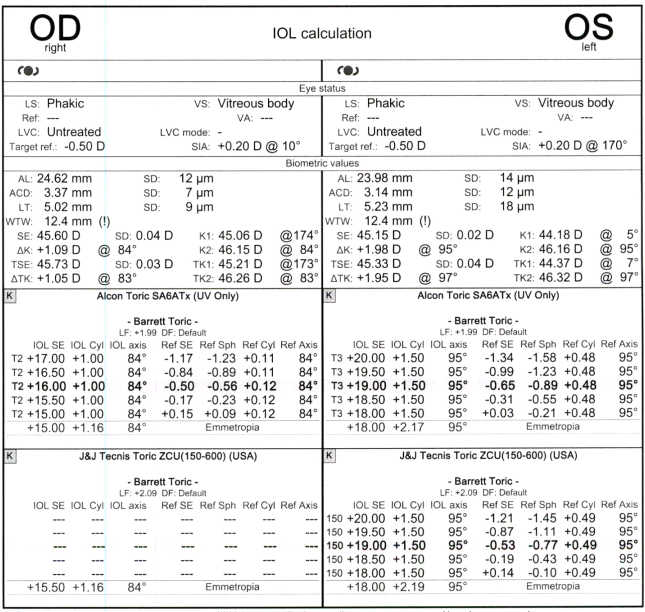 OD IOL calculation OS
right left
Eye status
LS: Phakic VS: Vitreous body LS: Phakic VS: Vitreous body
Ref: --- VA: --- Ref: --- VA: ---
LVC: Untreated LVC mode: - LVC: Untreated LVC mode: -
Target ref.: -0.50 D SIA: +0.20 D @ 10° Target ref.: -0.50 D SIA: +0.20 D @ 170°
Biometric values
AL: 24.62 mm SD: 12 µm AL: 23.98 mm SD: 14 µm
ACD: 3.37 mm SD: 7 µm ACD: 3.14 mm SD: 12 µm
LT: 5.02 mm SD: 9 µm LT: 5.23 mm SD: 18 µm
WTW: 12.4 mm (!) WTW: 12.4 mm (!)
SE: 45.60 D SD: 0.04 D K1: 45.06 D @174° SE: 45.15 D SD: 0.02 D K1: 44.18 D @ 5°
ΔK: +1.09 D @ 84° K2: 46.15 D @ 84° ΔK: +1.98 D @ 95° K2: 46.16 D @ 95°
TSE: 45.73 D SD: 0.03 D TK1: 45.21 D @173° TSE: 45.33 D SD: 0.04 D TK1: 44.37 D @ 7°
ΔTK: +1.05 D @ 83° TK2: 46.26 D @ 83° ΔTK: +1.95 D @ 97° TK2: 46.32 D @ 97°
K Alcon Toric SA6ATx (UV Only) K Alcon Toric SA6ATx (UV Only)
- Barrett Toric - - Barrett Toric -
LF: +1.99 DF: Default LF: +1.99 DF: Default
IOL SE IOL Cyl IOL axis Ref SE Ref Sph Ref Cyl Ref Axis IOL SE IOL Cyl IOL axis Ref SE Ref Sph Ref Cyl Ref Axis
T2 +17.00 +1.00 84° -1.17 -1.23 +0.11 84° T3 +20.00 +1.50 95° -1.34 -1.58 +0.48 95°
T2 +16.50 +1.00 84° -0.84 -0.89 +0.11 84° T3 +19.50 +1.50 95° -0.99 -1.23 +0.48 95°
T2 +16.00 +1.00 84° -0.50 -0.56 +0.12 84° T3 +19.00 +1.50 95° -0.65 -0.89 +0.48 95°
T2 +15.50 +1.00 84° -0.17 -0.23 +0.12 84° T3 +18.50 +1.50 95° -0.31 -0.55 +0.48 95°
T2 +15.00 +1.00 84° +0.15 +0.09 +0.12 84° T3 +18.00 +1.50 95° +0.03 -0.21 +0.48 95°
+15.00 +1.16 84° Emmetropia +18.00 +2.17 95° Emmetropia
K J&J Tecnis Toric ZCU(150-600) (USA) K J&J Tecnis Toric ZCU(150-600) (USA)
- Barrett Toric - - Barrett Toric -
LF: +2.09 DF: Default LF: +2.09 DF: Default
IOL SE IOL Cyl IOL axis Ref SE Ref Sph Ref Cyl Ref Axis IOL SE IOL Cyl IOL axis Ref SE Ref Sph Ref Cyl Ref Axis
--- --- --- --- --- --- --- 150 +20.00 +1.50 95° -1.21 -1.45 +0.49 95°
--- --- --- --- --- --- --- 150 +19.50 +1.50 95° -0.87 -1.11 +0.49 95°
--- --- --- --- --- --- --- 150 +19.00 +1.50 95° -0.53 -0.77 +0.49 95°
--- --- --- --- --- --- --- 150 +18.50 +1.50 95° -0.19 -0.43 +0.49 95°
--- --- --- --- --- --- --- 150 +18.00 +1.50 95° +0.14 -0.10 +0.49 95°
+15.50 +1.16 84° Emmetropia +18.00 +2.19 95° Emmetropia